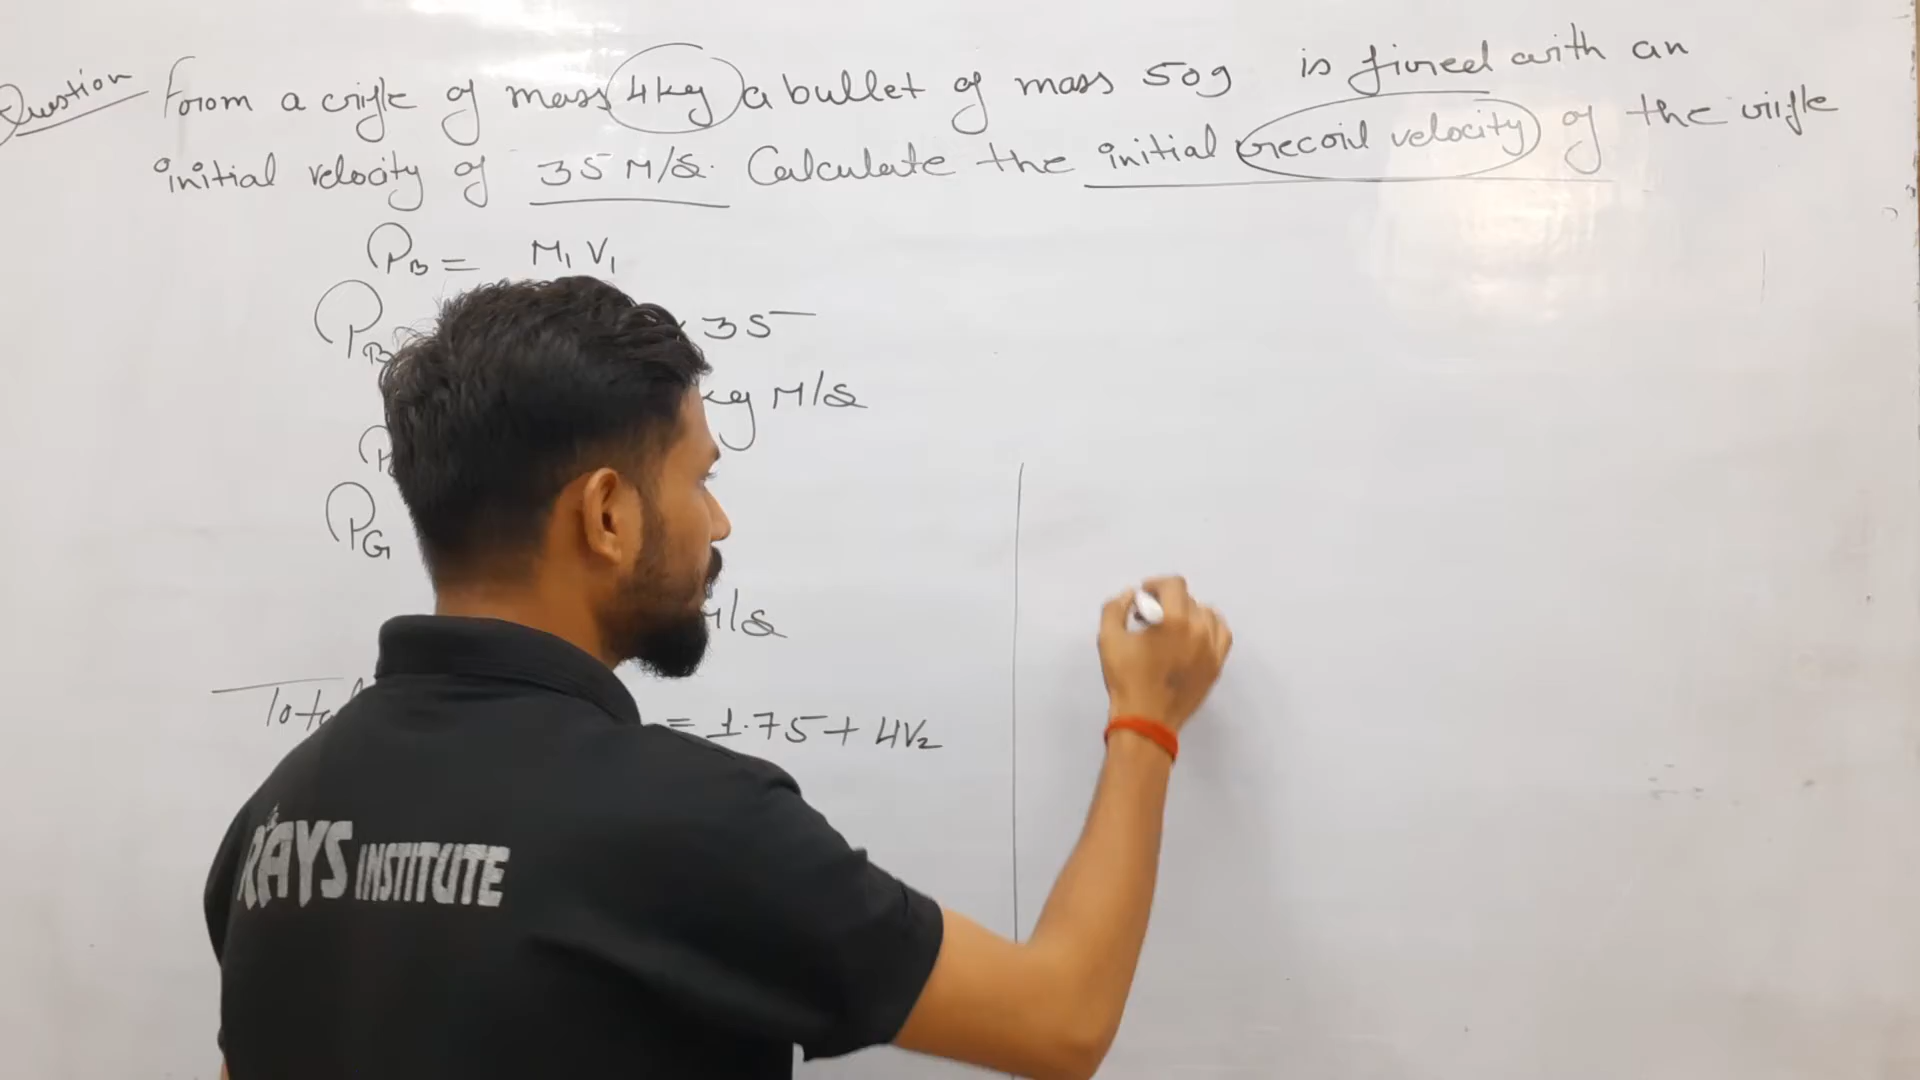 Question From a rifle of mass 4kg a bullet of mass 50g is fired with an
initial velocity of 35 M/s. Calculate the initial recoil velocity of the rifle
PB = M1 V1
PB 35
kg M/s
P
PG
M/s
Total = 1.75 + 4V2
RAYS INSTITUTE